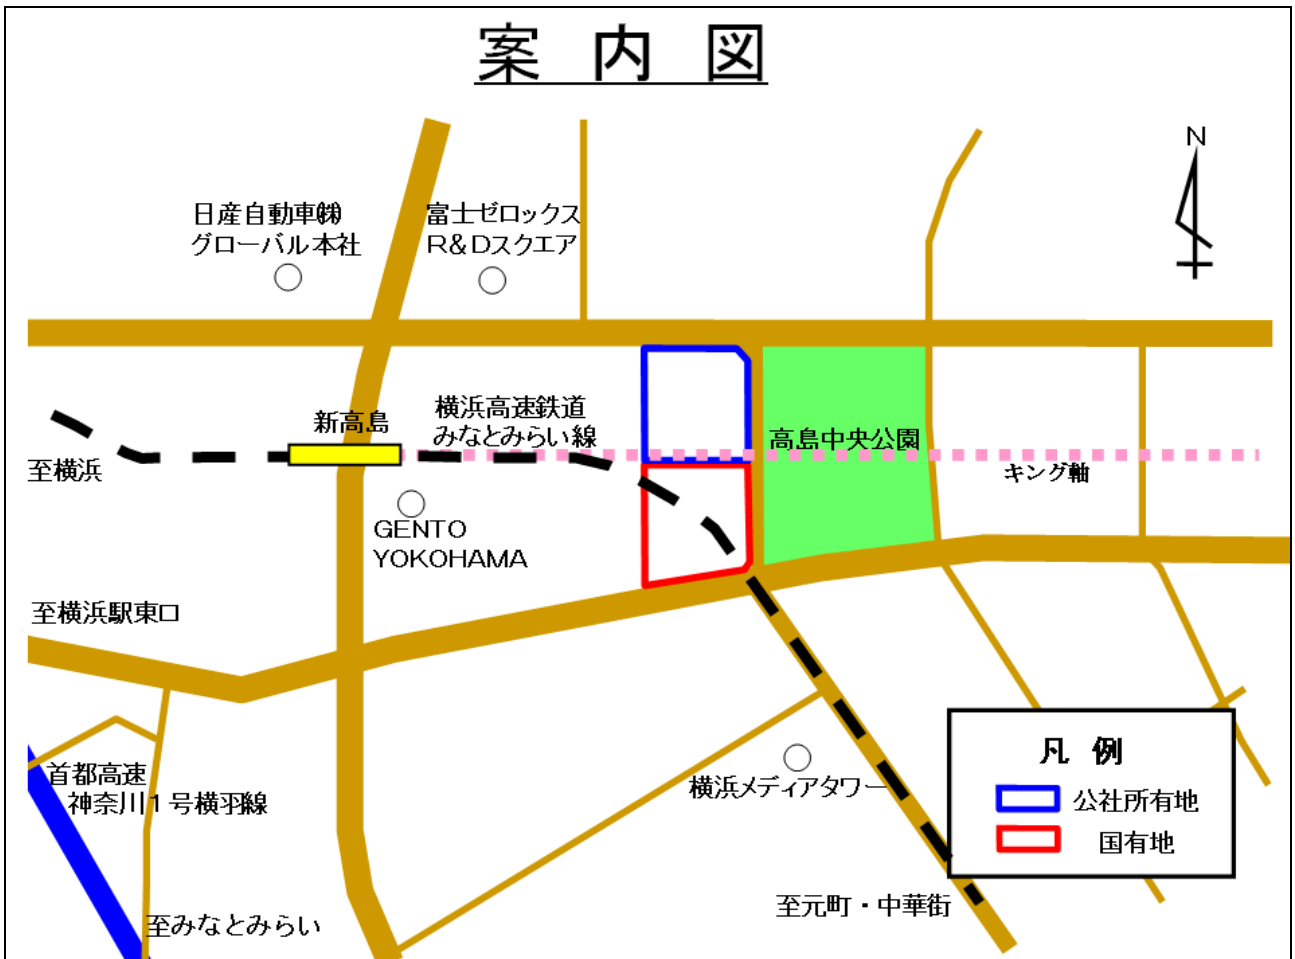 案 内 図
N
日産自動車㈱
グローバル本社
富士ゼロックス
R&Dスクエア
新高島
横浜高速鉄道
みなとみらい線
高島中央公園
至横浜
キング軸
GENTO
YOKOHAMA
至横浜駅東口
首都高速
神奈川1号横羽線
横浜メディアタワー
凡 例
公社所有地
国有地
至元町・中華街
至みなとみらい